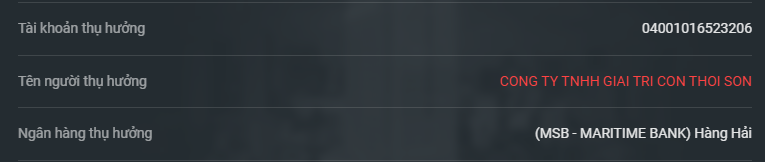 Tài khoản thụ hưởng 04001016523206
Tên người thụ hưởng CONG TY TNHH GIAI TRI CON THOI SON
Ngân hàng thụ hưởng (MSB - MARITIME BANK) Hàng Hải